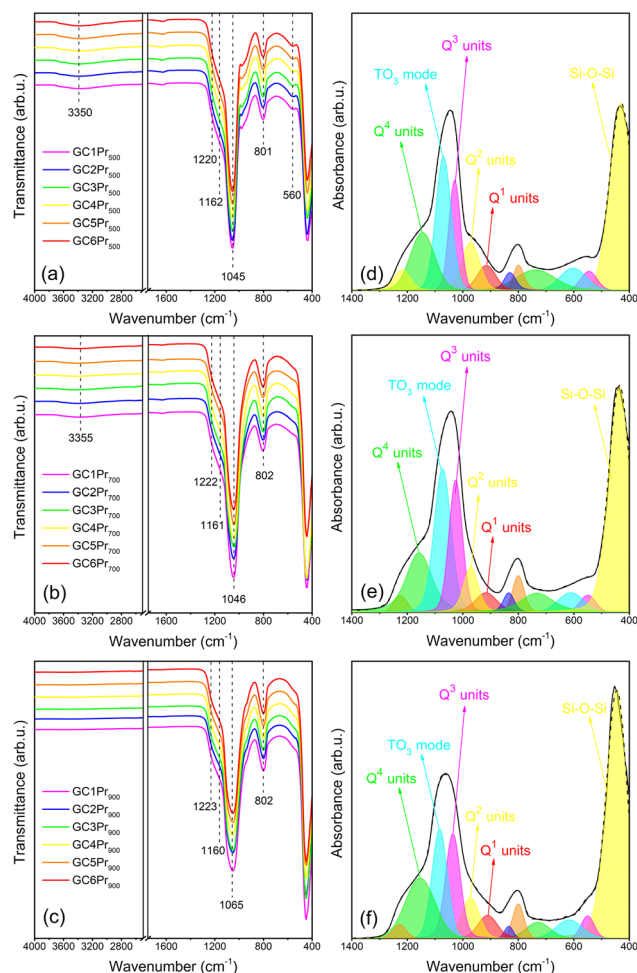 Transmittance (arb.u.)
3350
GC1Pr500
GC2Pr500
GC3Pr500
GC4Pr500
GC5Pr500
GC6Pr500
1220
1162
1045
801
560
(a)
4000 3200 2400 1600 1200 800 400
Wavenumber (cm-1)
Absorbance (arb.u.)
Q3 units
TO3 mode
Q4 units
Q2 units
Q1 units
Si-O-Si
(d)
1400 1200 1000 800 600 400
Wavenumber (cm-1)
Transmittance (arb.u.)
3355
GC1Pr700
GC2Pr700
GC3Pr700
GC4Pr700
GC5Pr700
GC6Pr700
1222
1161
1046
802
(b)
4000 3200 2400 1600 1200 800 400
Wavenumber (cm-1)
Absorbance (arb.u.)
Q3 units
TO3 mode
Q4 units
Q2 units
Q1 units
Si-O-Si
(e)
1400 1200 1000 800 600 400
Wavenumber (cm-1)
Transmittance (arb.u.)
GC1Pr900
GC2Pr900
GC3Pr900
GC4Pr900
GC5Pr900
GC6Pr900
1223
1160
1065
802
(c)
4000 3200 2400 1600 1200 800 400
Wavenumber (cm-1)
Absorbance (arb.u.)
Q3 units
TO3 mode
Q4 units
Q2 units
Q1 units
Si-O-Si
(f)
1400 1200 1000 800 600 400
Wavenumber (cm-1)